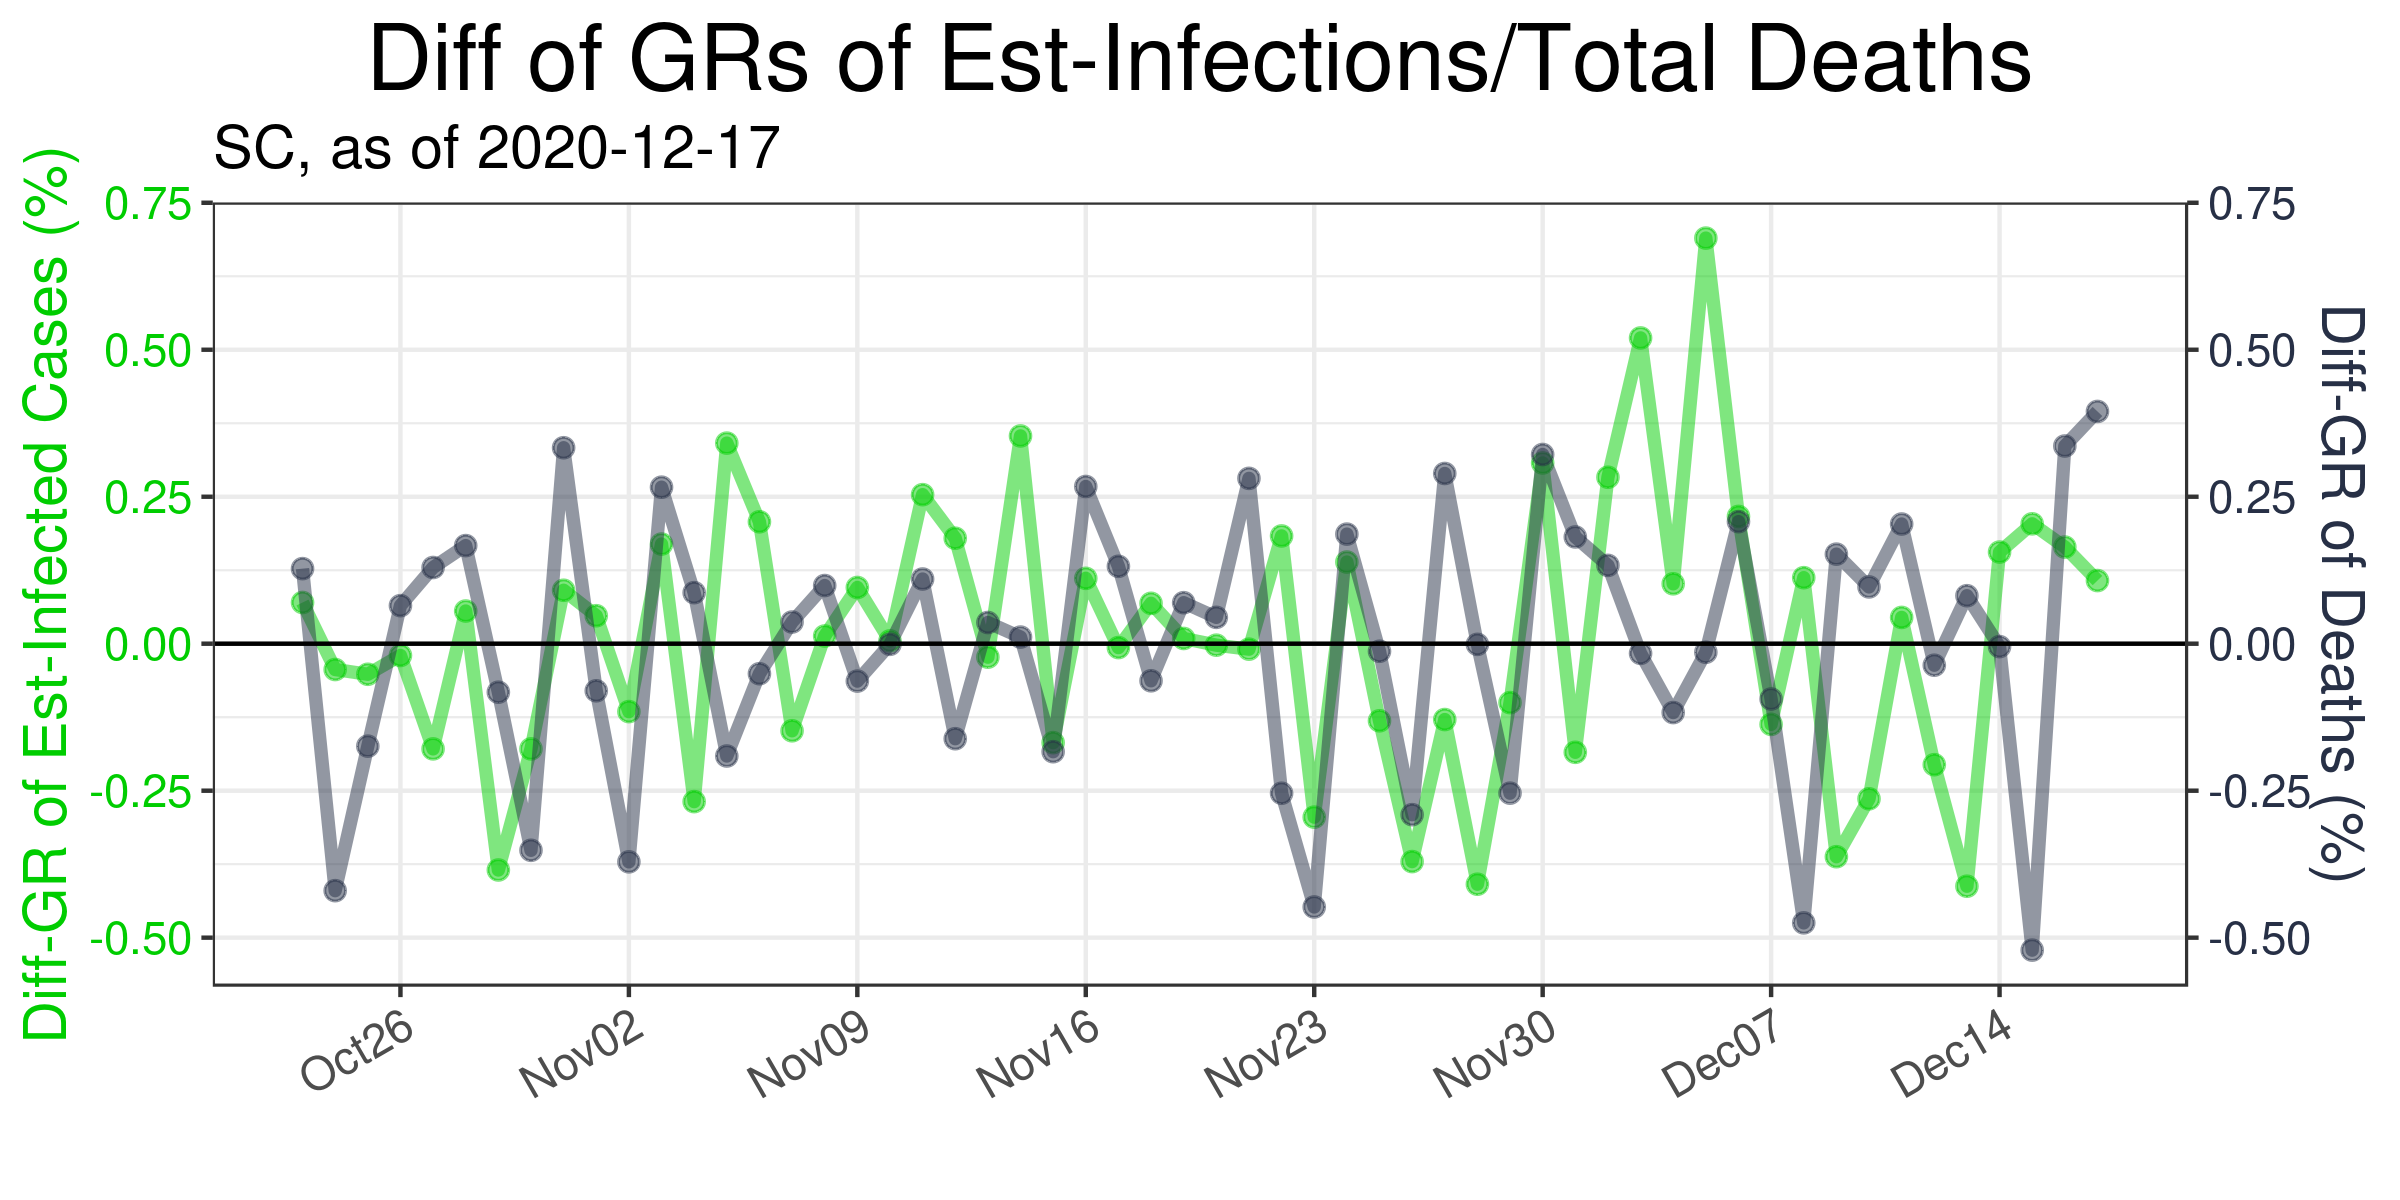 Diff of GRs of Est-Infections/Total Deaths
SC, as of 2020-12-17
Diff-GR of Est-Infected Cases (%)
0.75
0.50
0.25
0.00
-0.25
-0.50
0.75
0.50
0.25
0.00
-0.25
-0.50
Diff-GR of Deaths (%)
Oct26
Nov02
Nov09
Nov16
Nov23
Nov30
Dec07
Dec14